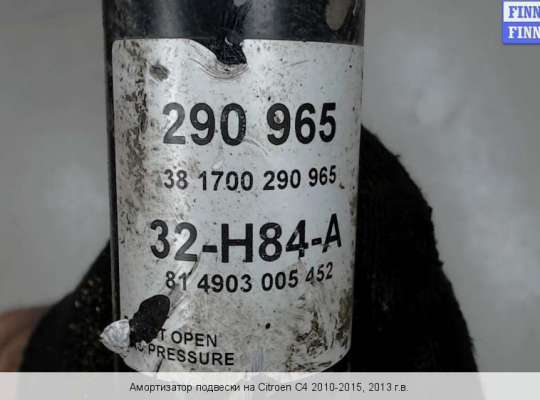 FINN
FINN
290 965
38 1700 290 965
32-H84-A
81 4903 005 452
OPEN
PRESSURE
Амортизатор подвески на Citroen C4 2010-2015, 2013 г.в.